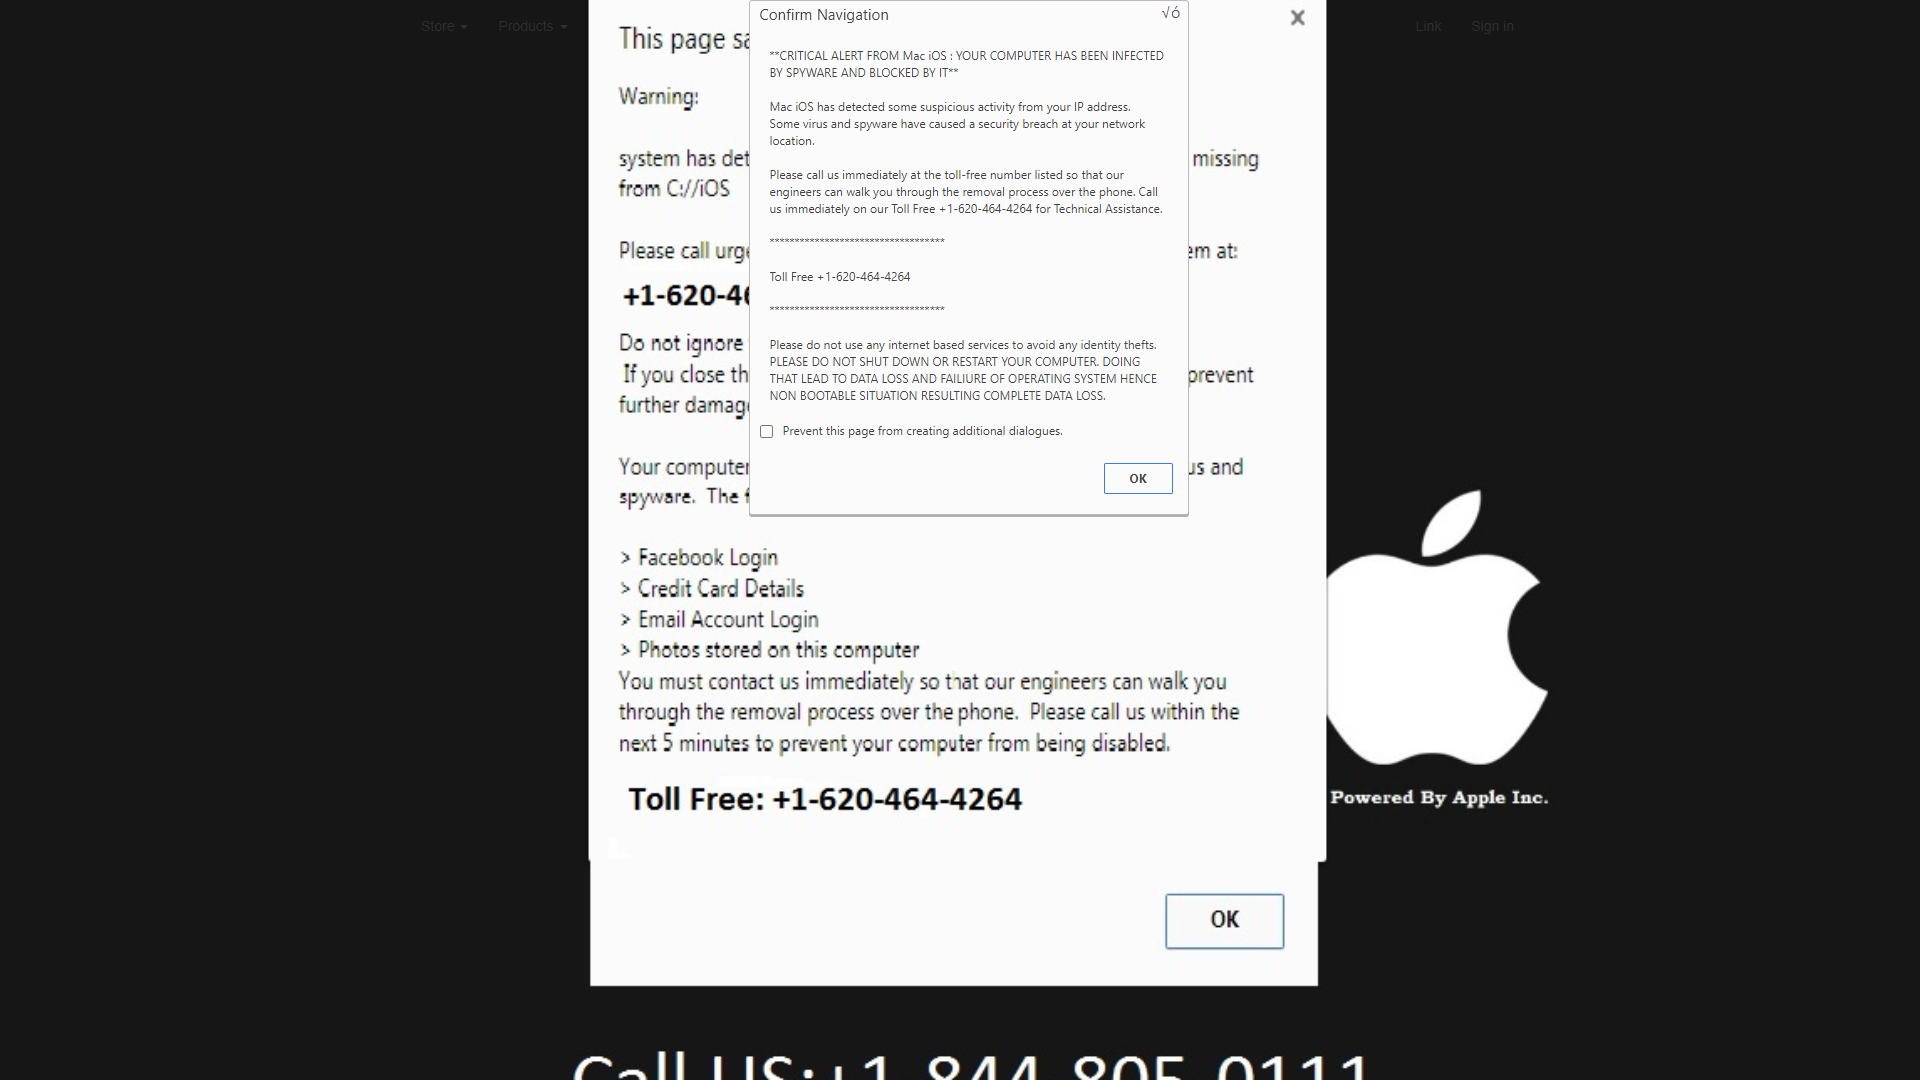 Store
Products
Link
Sign in
This page sa
Warning:
system has det
missing
from C://iOS
Please call urge
em at:
+1-620-46
Do not ignore
If you close th
prevent
further damage
Your computer
us and
spyware. The f
> Facebook Login
> Credit Card Details
> Email Account Login
> Photos stored on this computer
You must contact us immediately so that our engineers can walk you
through the removal process over the phone. Please call us within the
next 5 minutes to prevent your computer from being disabled.
Toll Free: +1-620-464-4264
OK
Confirm Navigation
√ó
**CRITICAL ALERT FROM Mac iOS : YOUR COMPUTER HAS BEEN INFECTED
BY SPYWARE AND BLOCKED BY IT**
Mac iOS has detected some suspicious activity from your IP address.
Some virus and spyware have caused a security breach at your network
location.
Please call us immediately at the toll-free number listed so that our
engineers can walk you through the removal process over the phone. Call
us immediately on our Toll Free +1-620-464-4264 for Technical Assistance.
***********************************
Toll Free +1-620-464-4264
***********************************
Please do not use any internet based services to avoid any identity thefts.
PLEASE DO NOT SHUT DOWN OR RESTART YOUR COMPUTER. DOING
THAT LEAD TO DATA LOSS AND FAILIURE OF OPERATING SYSTEM HENCE
NON BOOTABLE SITUATION RESULTING COMPLETE DATA LOSS.
Prevent this page from creating additional dialogues.
OK
Powered By Apple Inc.
Call US:+1-844-805-0111